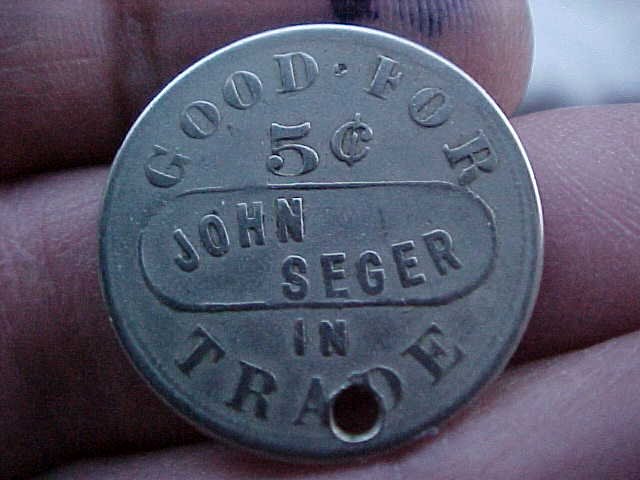 GOOD · FOR
5¢
JOHN
SEGER
IN
TRADE